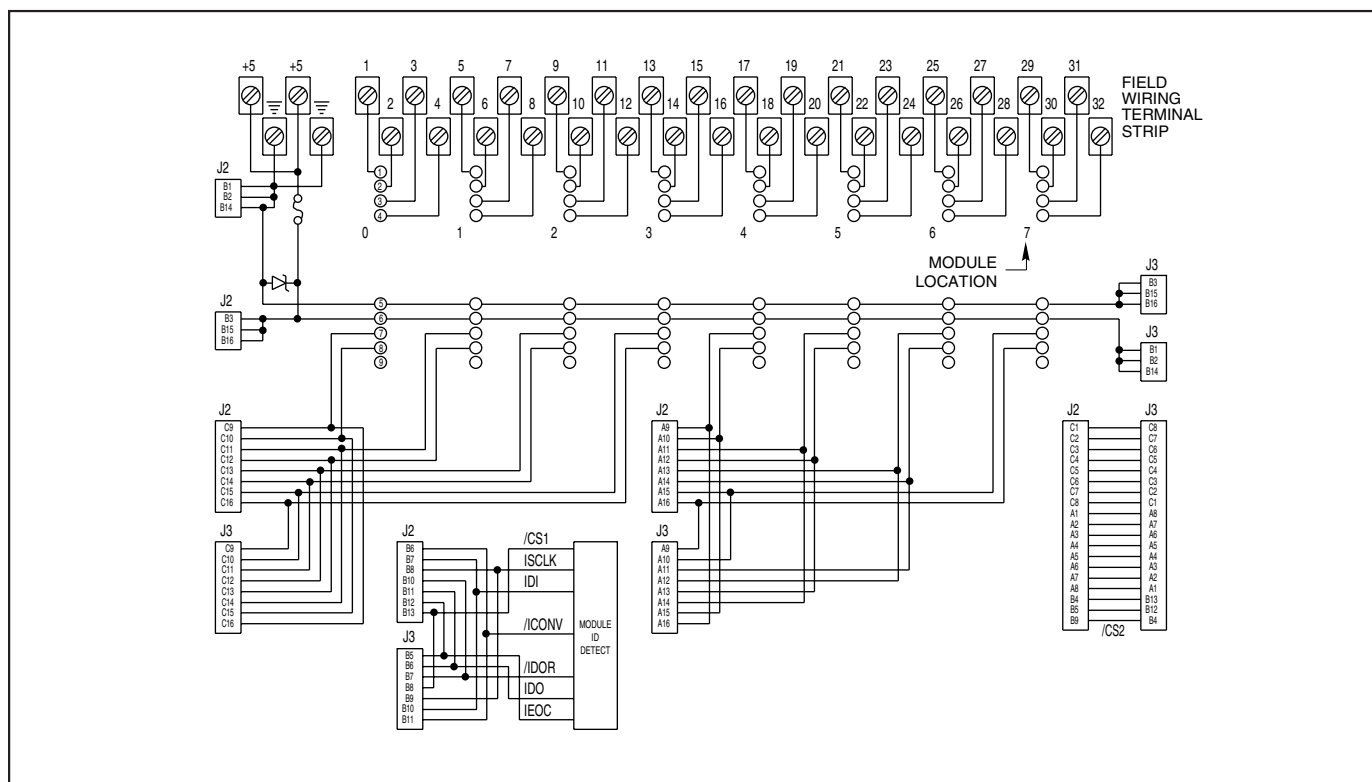 +5 +5 1 3 5 7 9 11 13 15 17 19 21 23 25 27 29 31
2 4 6 8 10 12 14 16 18 20 22 24 26 28 30 32
FIELD
WIRING
TERMINAL
STRIP
J2
B1
B2
B14
1
2
3
4
0 1 2 3 4 5 6 7
MODULE
LOCATION
J3
B3
B15
B16
J2
B3
B15
B16
5
6
7
8
9
J3
B1
B2
B14
J2
C9
C10
C11
C12
C13
C14
C15
C16
J3
C9
C10
C11
C12
C13
C14
C15
C16
J2
B6
B7
B8
B10
B11
B12
B13
J3
B5
B6
B7
B8
B9
B10
B11
/CS1
ISCLK
IDI
/ICONV
/IDOR
IDO
IEOC
MODULE
ID
DETECT
J2
A9
A10
A11
A12
A13
A14
A15
A16
J3
A9
A10
A11
A12
A13
A14
A15
A16
J2 J3
C1 C8
C2 C7
C3 C6
C4 C5
C5 C4
C6 C3
C7 C2
C8 C1
A1 A8
A2 A7
A3 A6
A4 A5
A5 A4
A6 A3
A7 A2
A8 A1
B4 B13
B5 B12
B9 B4
/CS2